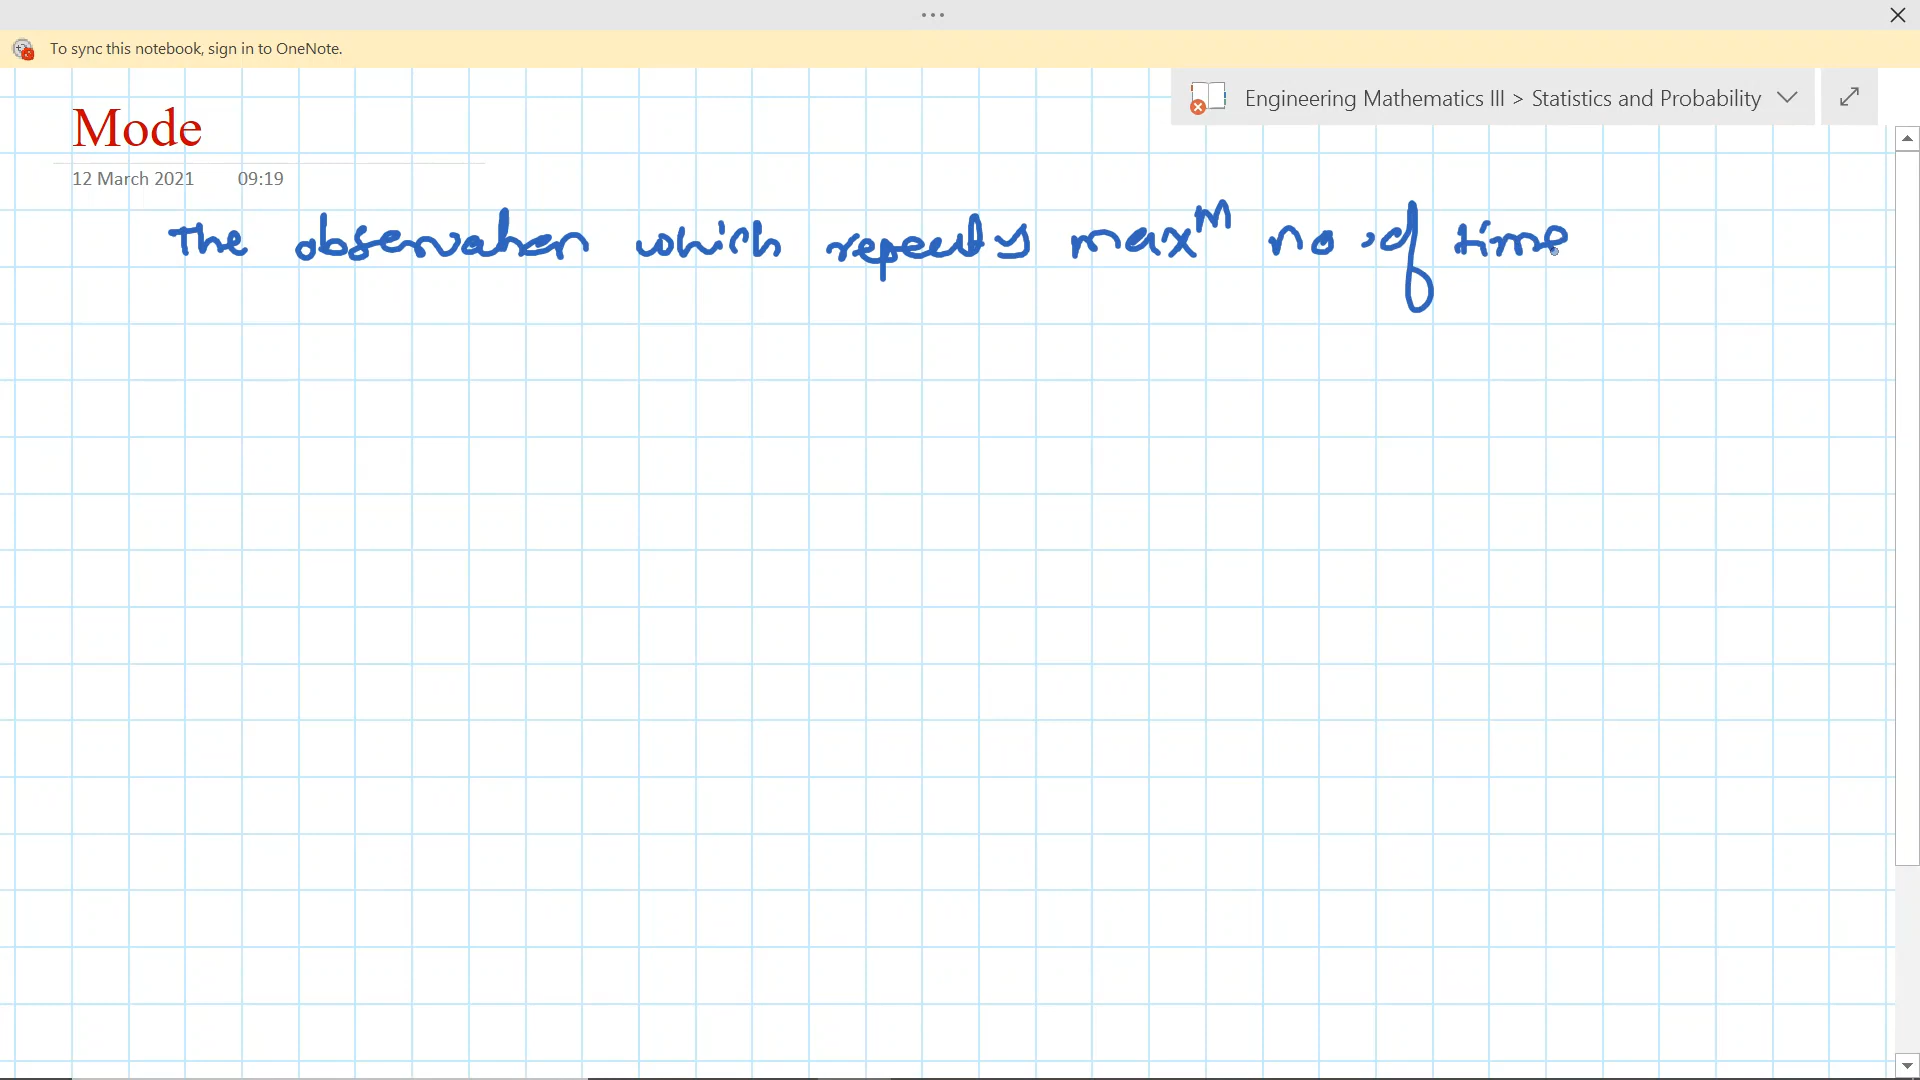 To sync this notebook, sign in to OneNote.
Engineering Mathematics III > Statistics and Probability
Mode
12 March 2021 09:19
The observation which repeatly max^m no. of time